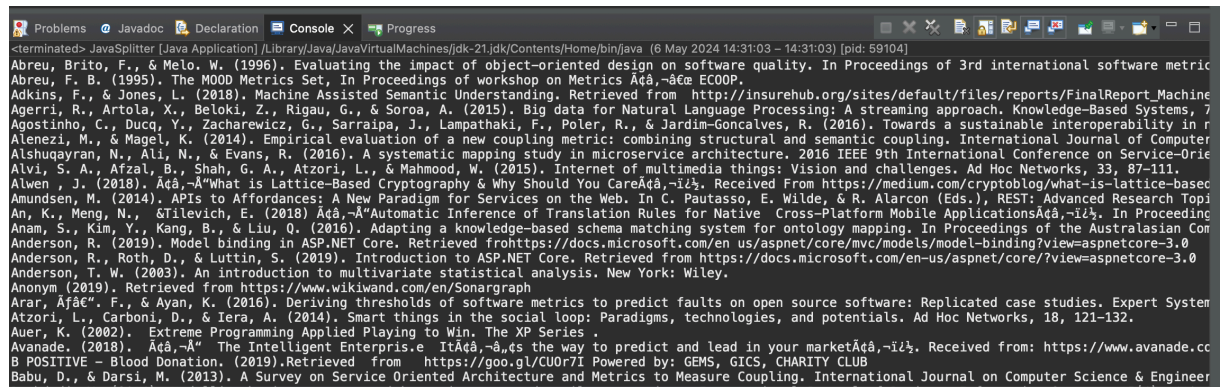 Problems @ Javadoc Declaration Console × Progress
<terminated> JavaSplitter [Java Application] /Library/Java/JavaVirtualMachines/jdk-21.jdk/Contents/Home/bin/java (6 May 2024 14:31:03 – 14:31:03) [pid: 59104]
Abreu, Brito, F., & Melo. W. (1996). Evaluating the impact of object-oriented design on software quality. In Proceedings of 3rd international software metric
Abreu, F. B. (1995). The MOOD Metrics Set, In Proceedings of workshop on Metrics Ã¢â‚¬â€œ ECOOP.
Adkins, F., & Jones, L. (2018). Machine Assisted Semantic Understanding. Retrieved from  http://insurehub.org/sites/default/files/reports/FinalReport_Machine
Agerri, R., Artola, X., Beloki, Z., Rigau, G., & Soroa, A. (2015). Big data for Natural Language Processing: A streaming approach. Knowledge-Based Systems, 7
Agostinho, C., Ducq, Y., Zacharewicz, G., Sarraipa, J., Lampathaki, F., Poler, R., & Jardim-Goncalves, R. (2016). Towards a sustainable interoperability in
Alenezi, M., & Magel, K. (2014). Empirical evaluation of a new coupling metric: combining structural and semantic coupling. International Journal of Computer
Alshuqayran, N., Ali, N., & Evans, R. (2016). A systematic mapping study in microservice architecture. 2016 IEEE 9th International Conference on Service-Orie
Alvi, S. A., Afzal, B., Shah, G. A., Atzori, L., & Mahmood, W. (2015). Internet of multimedia things: Vision and challenges. Ad Hoc Networks, 33, 87-111.
Alwen , J. (2018). Ã¢â‚¬Å“What is Lattice-Based Cryptography & Why Should You CareÃ¢â‚¬ï¿½. Received From https://medium.com/cryptoblog/what-is-lattice-based
Amundsen, M. (2014). APIs to Affordances: A New Paradigm for Services on the Web. In C. Pautasso, E. Wilde, & R. Alarcon (Eds.), REST: Advanced Research Topi
An, K., Meng, N.,  &Tilevich, E. (2018) Ã¢â‚¬Å“Automatic Inference of Translation Rules for Native  Cross-Platform Mobile ApplicationsÃ¢â‚¬ï¿½. In Proceeding
Anam, S., Kim, Y., Kang, B., & Liu, Q. (2016). Adapting a knowledge-based schema matching system for ontology mapping. In Proceedings of the Australasian Com
Anderson, R. (2019). Model binding in ASP.NET Core. Retrieved frohttps://docs.microsoft.com/en us/aspnet/core/mvc/models/model-binding?view=aspnetcore-3.0
Anderson, R., Roth, D., & Luttin, S. (2019). Introduction to ASP.NET Core. Retrieved from https://docs.microsoft.com/en-us/aspnet/core/?view=aspnetcore-3.0
Anderson, T. W. (2003). An introduction to multivariate statistical analysis. New York: Wiley.
Anonym (2019). Retrieved from https://www.wikiwand.com/en/Sonargraph
Arar, Ãƒâ€“. F., & Ayan, K. (2016). Deriving thresholds of software metrics to predict faults on open source software: Replicated case studies. Expert System
Atzori, L., Carboni, D., & Iera, A. (2014). Smart things in the social loop: Paradigms, technologies, and potentials. Ad Hoc Networks, 18, 121-132.
Auer, K. (2002).  Extreme Programming Applied Playing to Win. The XP Series .
Avanade. (2018).  Ã¢â‚¬Å“ The Intelligent Enterpris.e  ItÃ¢â‚¬â„¢s the way to predict and lead in your marketÃ¢â‚¬ï¿½. Received from: https://www.avanade.co
B POSITIVE – Blood Donation. (2019).Retrieved  from   https://goo.gl/CUOr7I Powered by: GEMS, GICS, CHARITY CLUB
Babu, D., & Darsi, M. (2013). A Survey on Service Oriented Architecture and Metrics to Measure Coupling. International Journal on Computer Science & Engineer